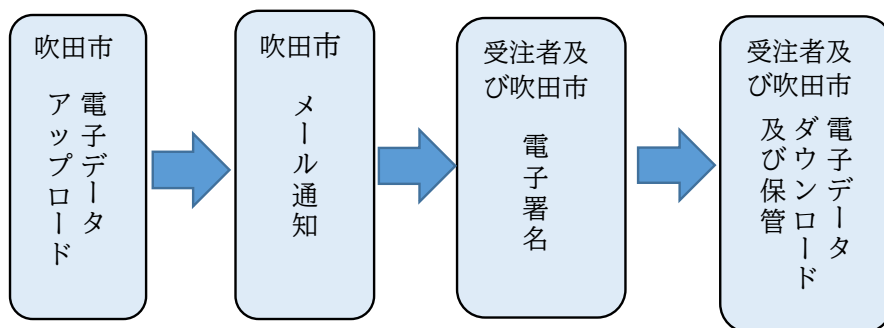 吹田市
電子データ
アップロード
吹田市
メール通知
受注者及
び吹田市
電子署名
受注者及
び吹田市
電子データ
ダウンロード
及び保管